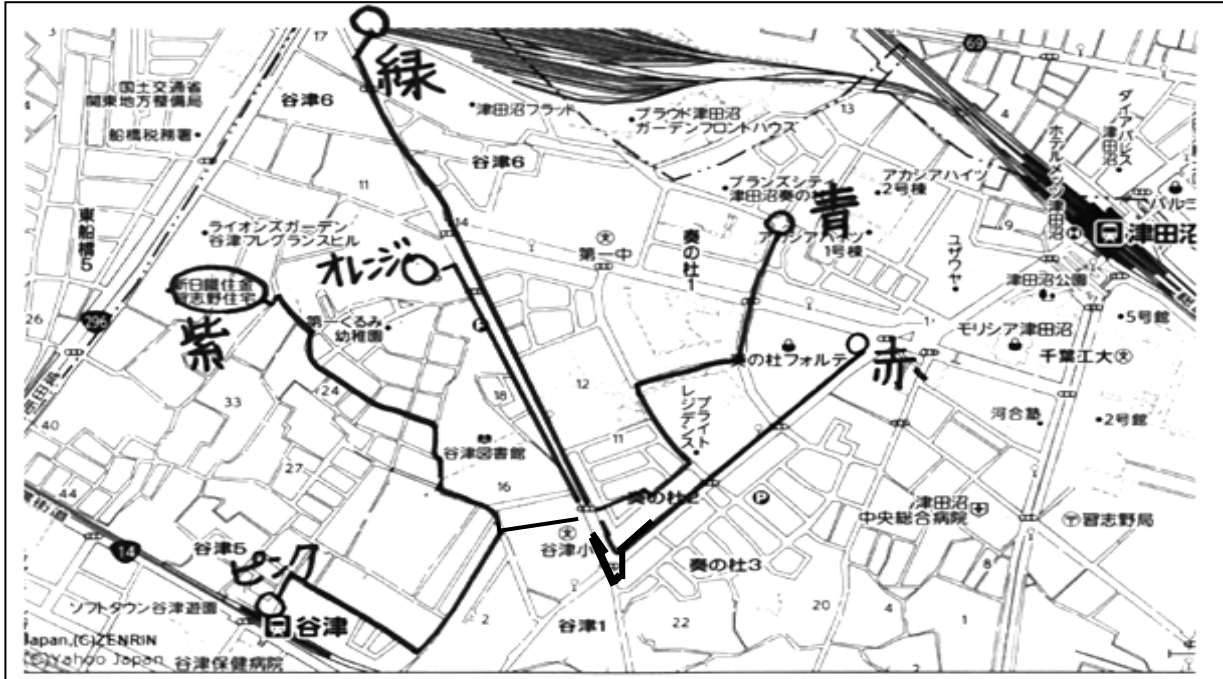 17
緑
69
4
国土交通省
関東地方整備局
谷津6
津田沼フラッド
プラウド津田沼
ガーデンフロントハウス
13
ダイアパレス
津田沼
船橋税務署
谷津6
ホテルメッツ津田沼
11
ブランズシティ
津田沼奏の
アカシアハイツ
2号棟
パルコ
東船橋5
14
青
9
津田沼
ライオンズガーデン
谷津フレグランスヒル
オレンジ
第一中
奏の杜1
1号棟
ユザワヤ
津田沼公園
新日鐵住金
習志野住宅
26
296
紫
第一くるみ
幼稚園
P
奏の杜フォルテ
赤
モリシア津田沼
5号館
千葉工大
24
12
18
33
プライト
レジデンス
河合塾
2号館
40
谷津図書館
11
27
16
奏の杜2
P
津田沼
中央総合病院
44
習志野局
14
谷津5
ピンク
谷津小
奏の杜3
8
ソフトタウン谷津遊園
谷津
2
谷津1
22
20
4
1
Japan,(C)ZENRIN
(C)Yahoo Japan
谷津保健病院
2